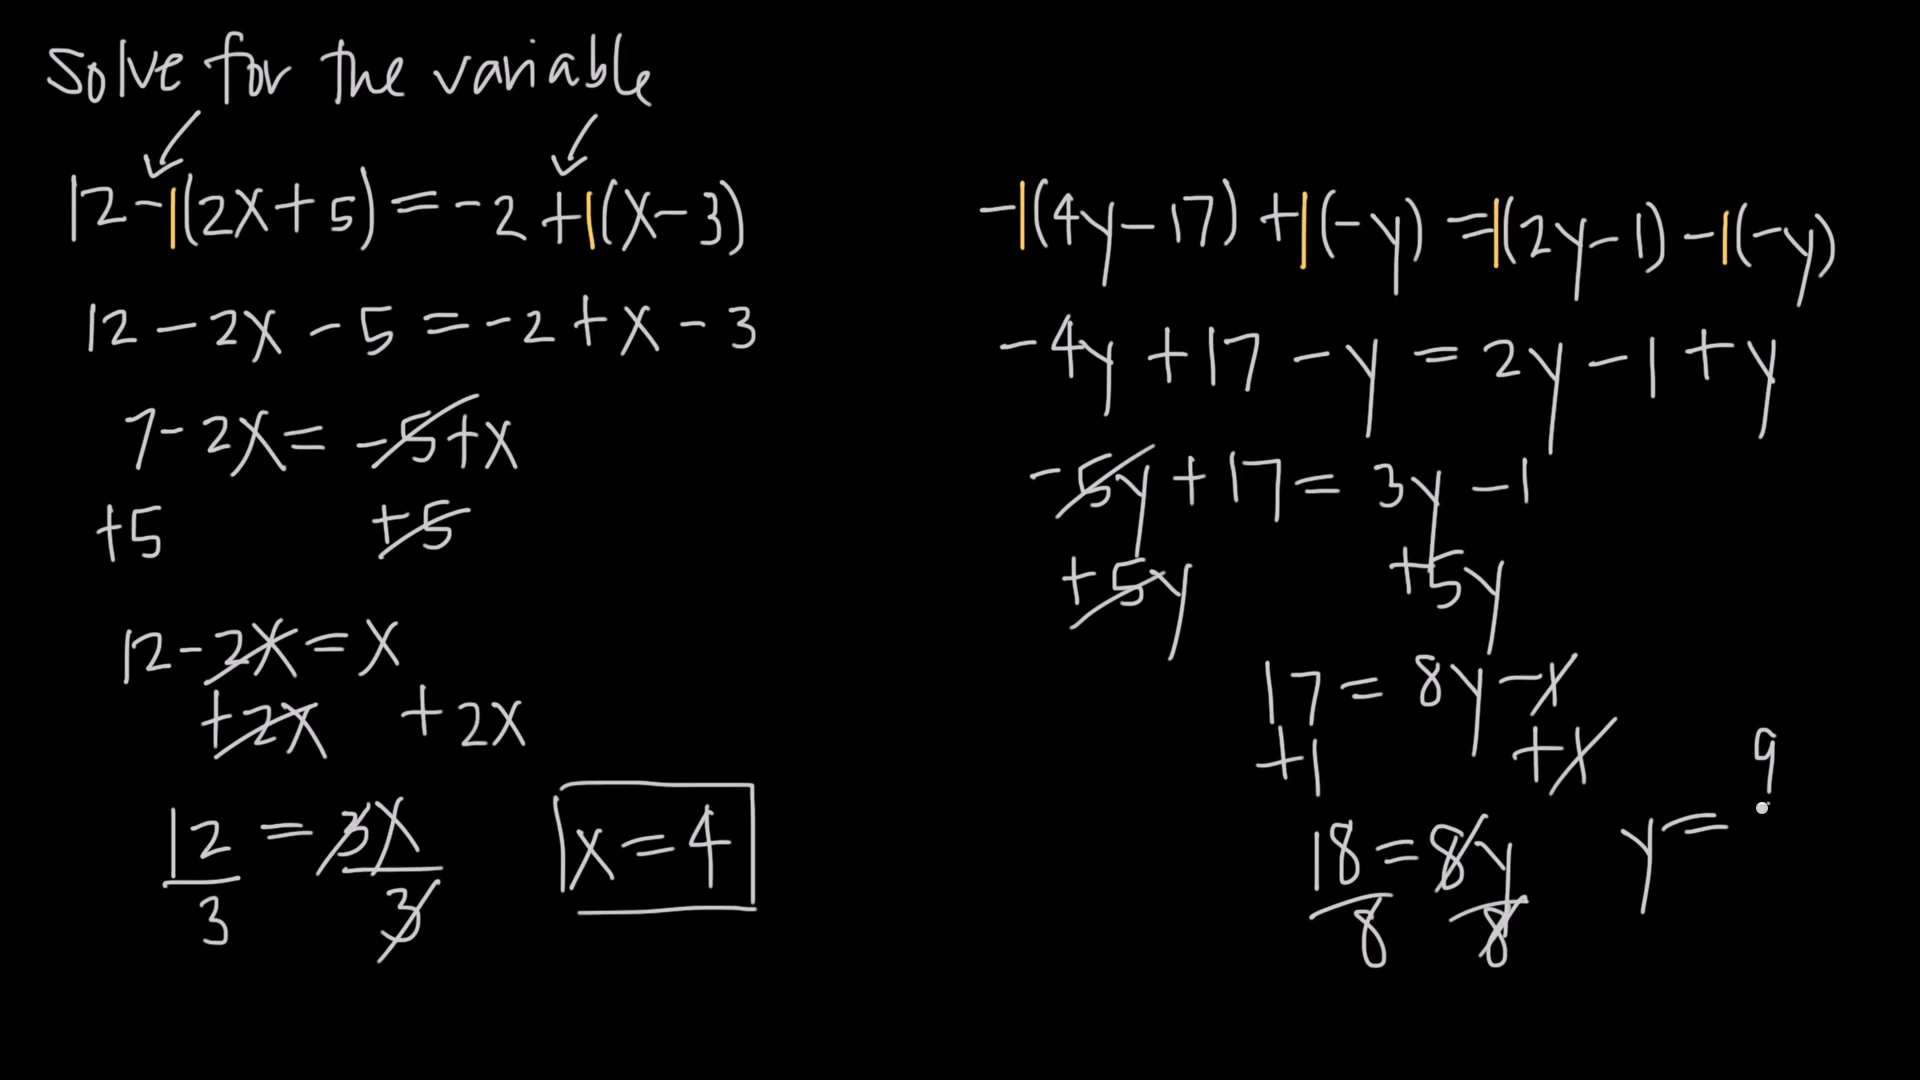 Solve for the variable
12 - 1(2x + 5) = -2 + 1(x - 3)
12 - 2x - 5 = -2 + x - 3
7 - 2x = -5 + x
+5 +5
12 - 2x = x
+2x +2x
12 = 3x
3 3
x = 4
-1(4y - 17) + 1(-y) = 1(2y - 1) - 1(-y)
-4y + 17 - y = 2y - 1 + y
-5y + 17 = 3y - 1
+5y +5y
17 = 8y - 1
+1 +1
18 = 8y
8 8
y = 9